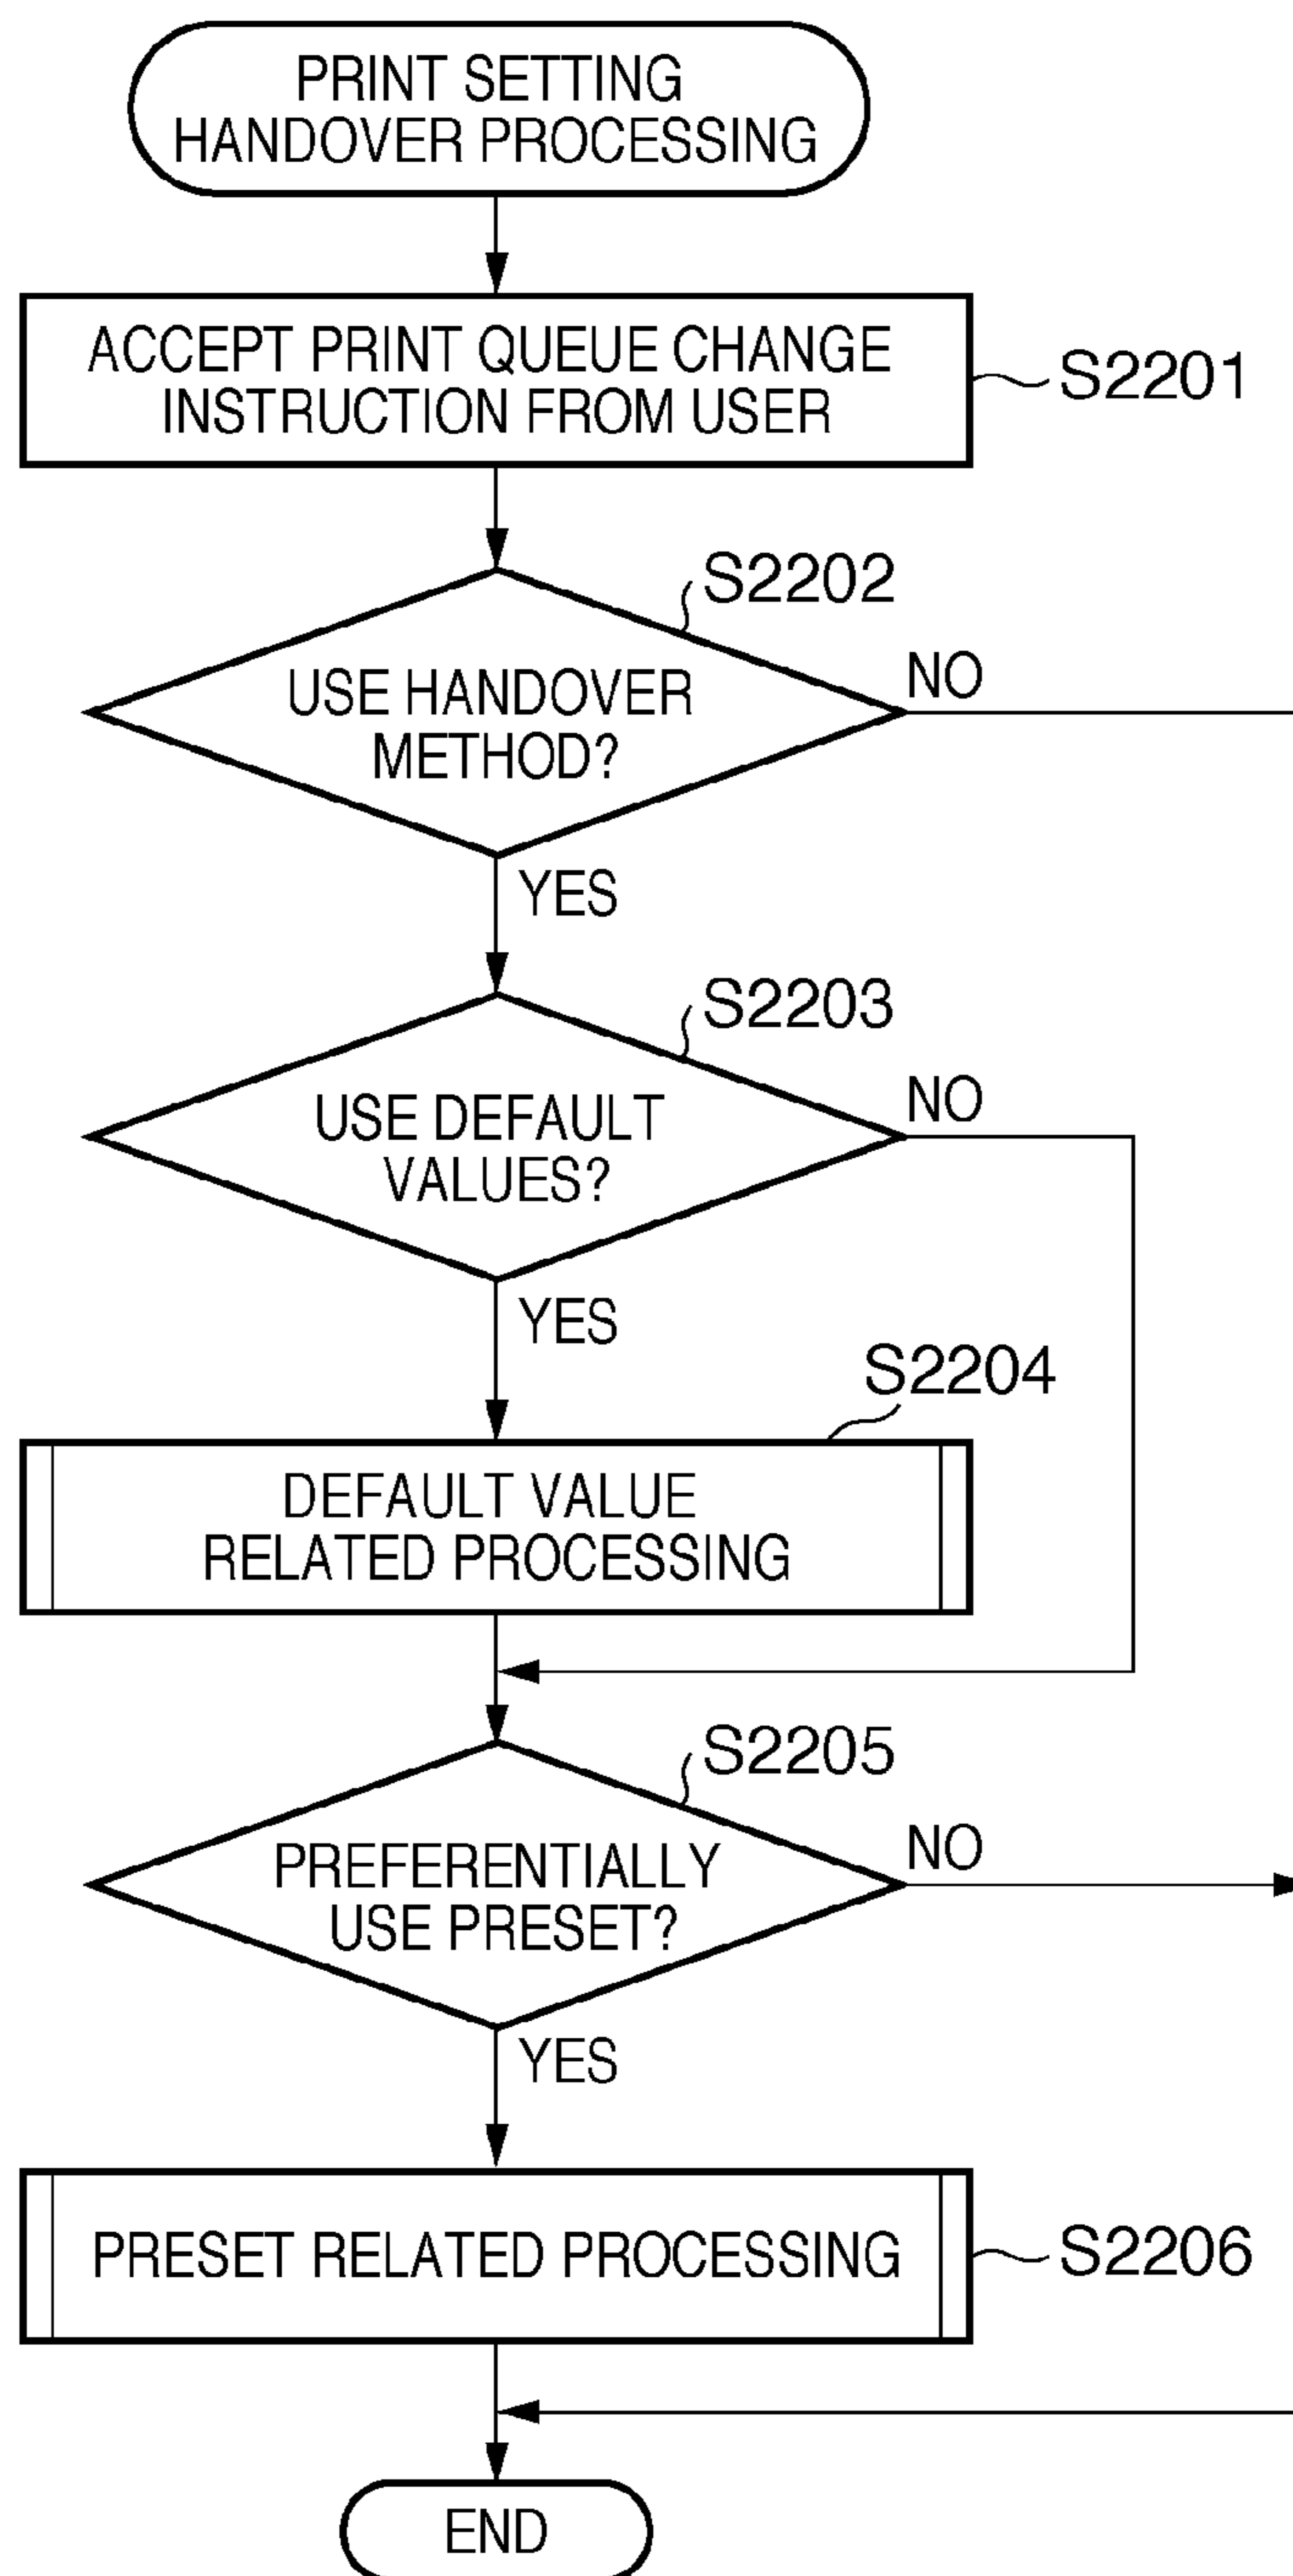 PRINT SETTING
HANDOVER PROCESSING
ACCEPT PRINT QUEUE CHANGE
INSTRUCTION FROM USER
S2201
S2202
USE HANDOVER
METHOD?
NO
YES
S2203
USE DEFAULT
VALUES?
NO
YES
S2204
DEFAULT VALUE
RELATED PROCESSING
S2205
PREFERENTIALLY
USE PRESET?
NO
YES
PRESET RELATED PROCESSING
S2206
END